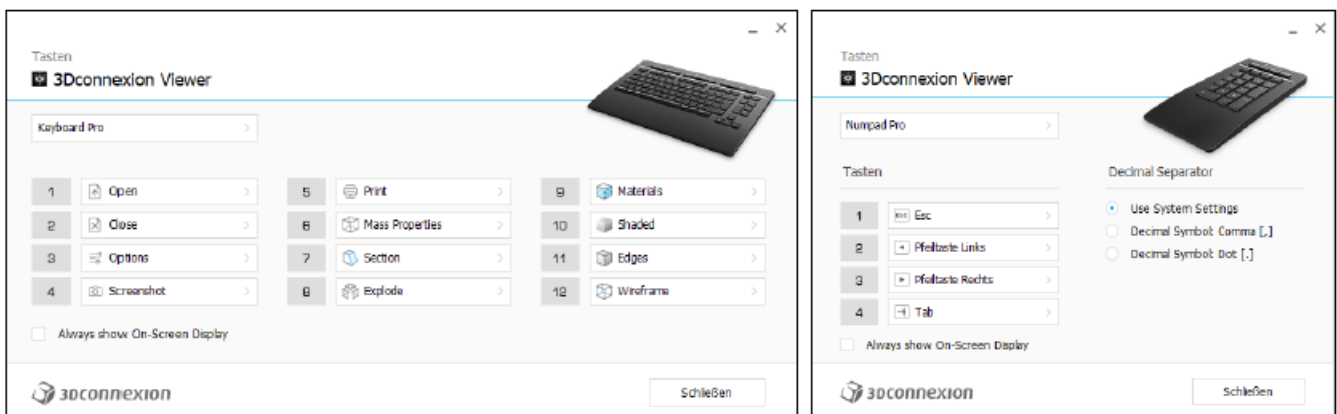 Tasten
3Dconnexion Viewer
Keyboard Pro
1 Open
2 Close
3 Options
4 Screenshot
5 Print
6 Mass Properties
7 Section
8 Explode
9 Materials
10 Shaded
11 Edges
12 Wireframe
Always show On-Screen Display
3Dconnexion
Schließen
Tasten
3Dconnexion Viewer
Numpad Pro
Tasten
1 Esc
2 Pfeiltaste Links
3 Pfeiltaste Rechts
4 Tab
Decimal Separator
Use System Settings
Decimal Symbol: Comma [,]
Decimal Symbol: Dot [.]
Always show On-Screen Display
3Dconnexion
Schließen